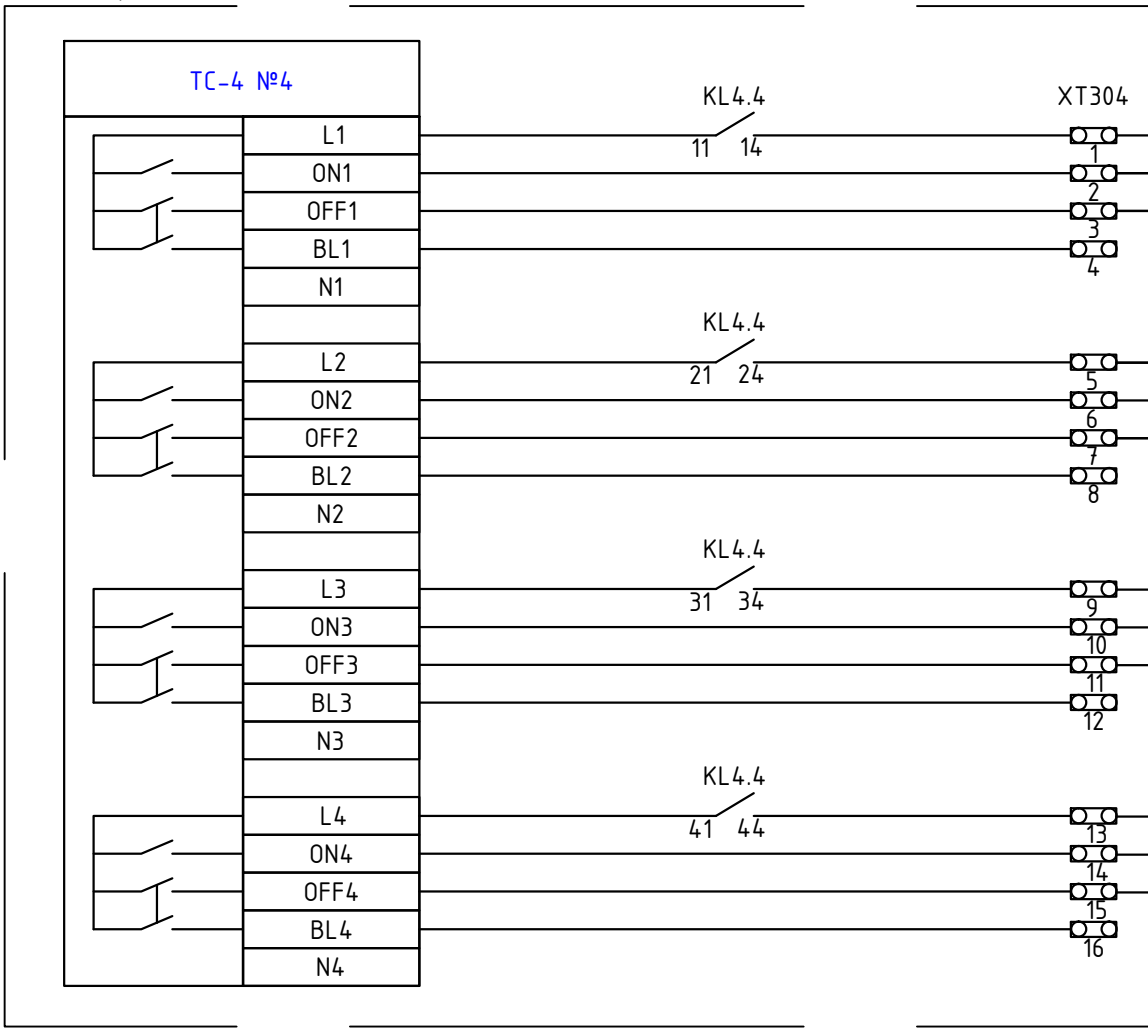 ТС-4 №4
KL4.4
XT304
L1
11 14
1
ON1
2
OFF1
3
BL1
4
N1
KL4.4
L2
21 24
5
ON2
6
OFF2
7
BL2
8
N2
KL4.4
L3
31 34
9
ON3
10
OFF3
11
BL3
12
N3
KL4.4
L4
41 44
13
ON4
14
OFF4
15
BL4
16
N4